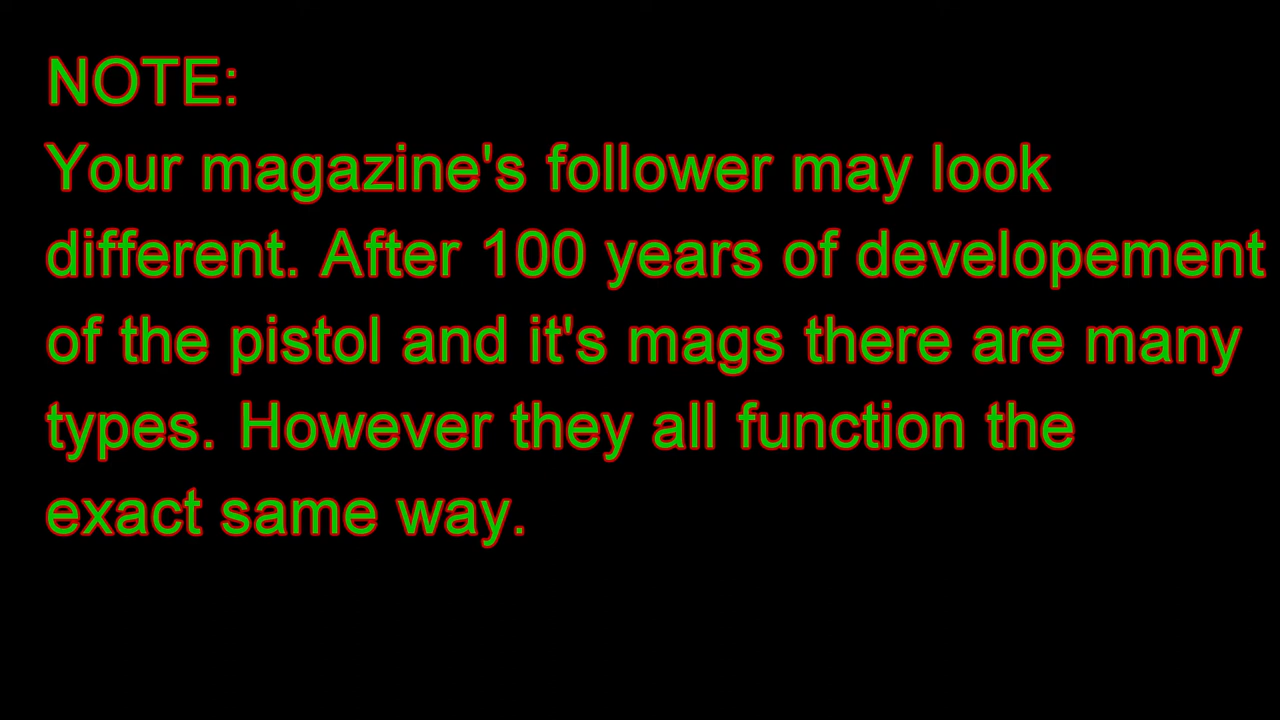 NOTE:
Your magazine's follower may look
different. After 100 years of developement
of the pistol and it's mags there are many
types. However they all function the
exact same way.